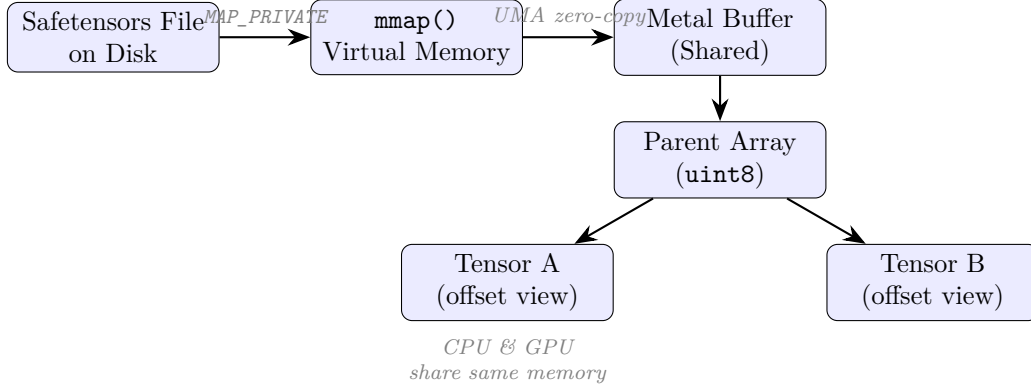 Safetensors File
on Disk
MAP_PRIVATE
mmap()
Virtual Memory
UMA zero-copy
Metal Buffer
(Shared)
Parent Array
(uint8)
Tensor A
(offset view)
Tensor B
(offset view)
CPU & GPU
share same memory